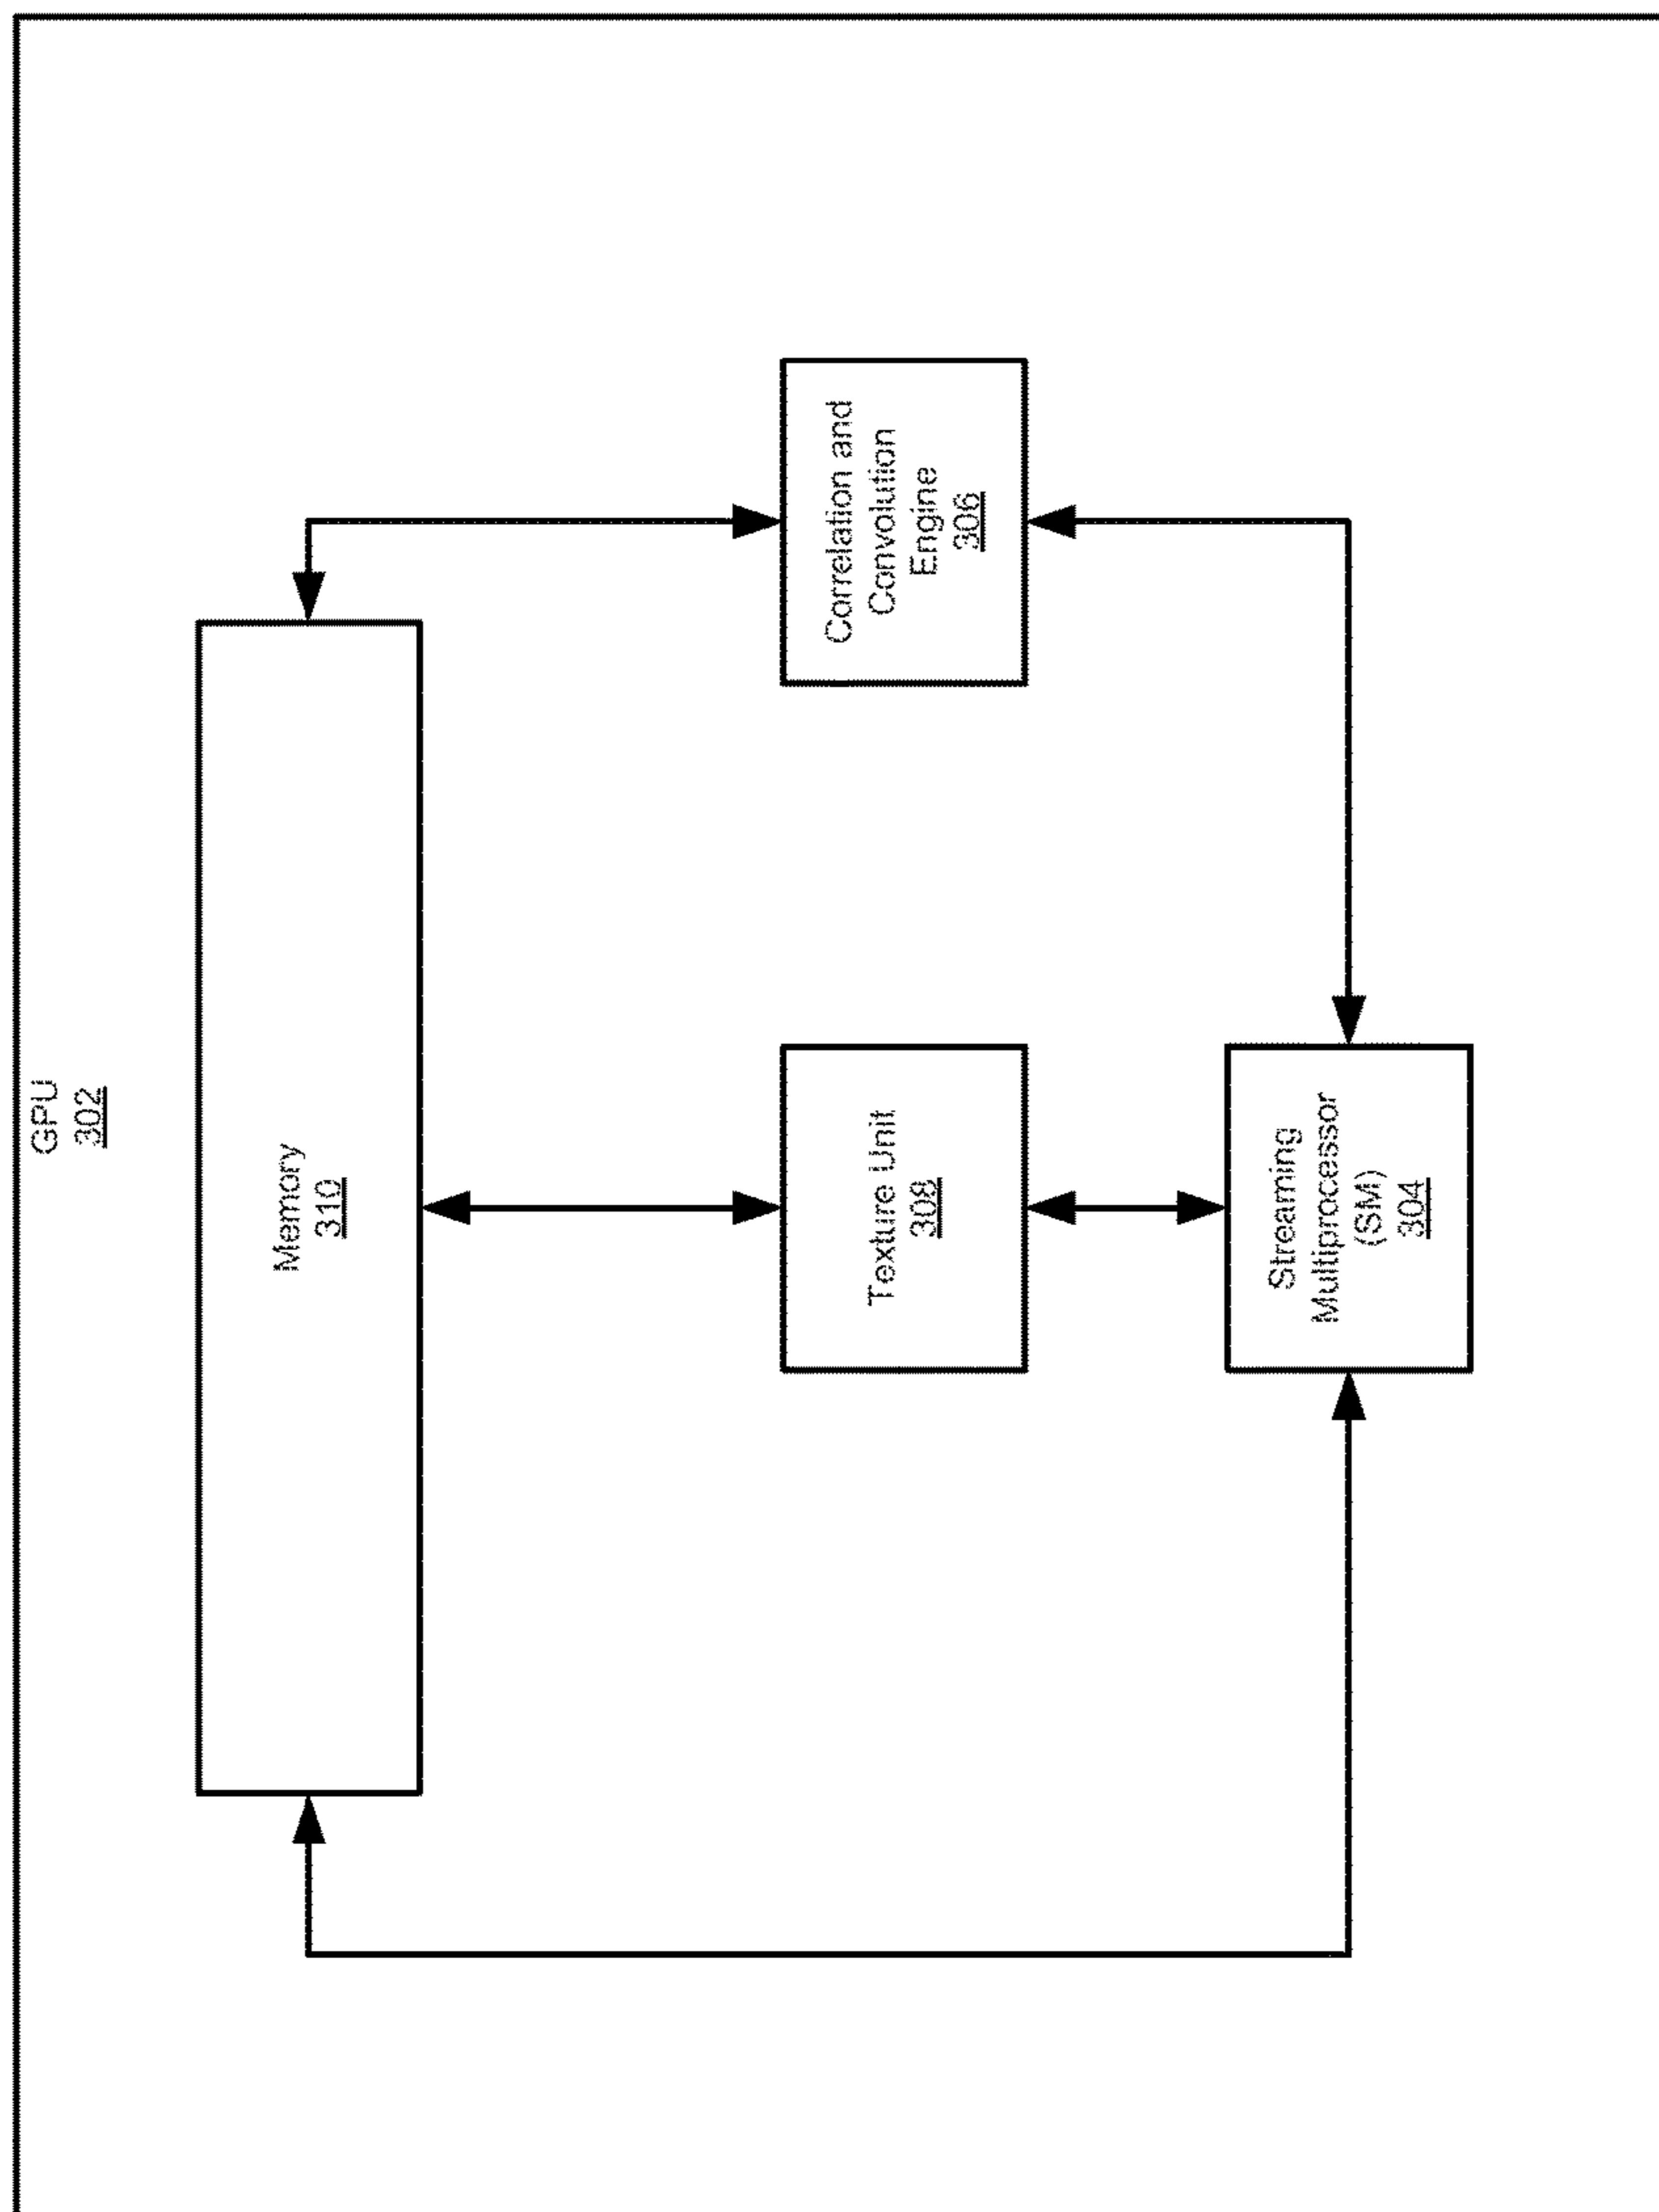 GPU
302
Memory
310
Texture Unit
308
Correlation and
Convolution
Engine
306
Streaming
Multiprocessor
(SM)
304